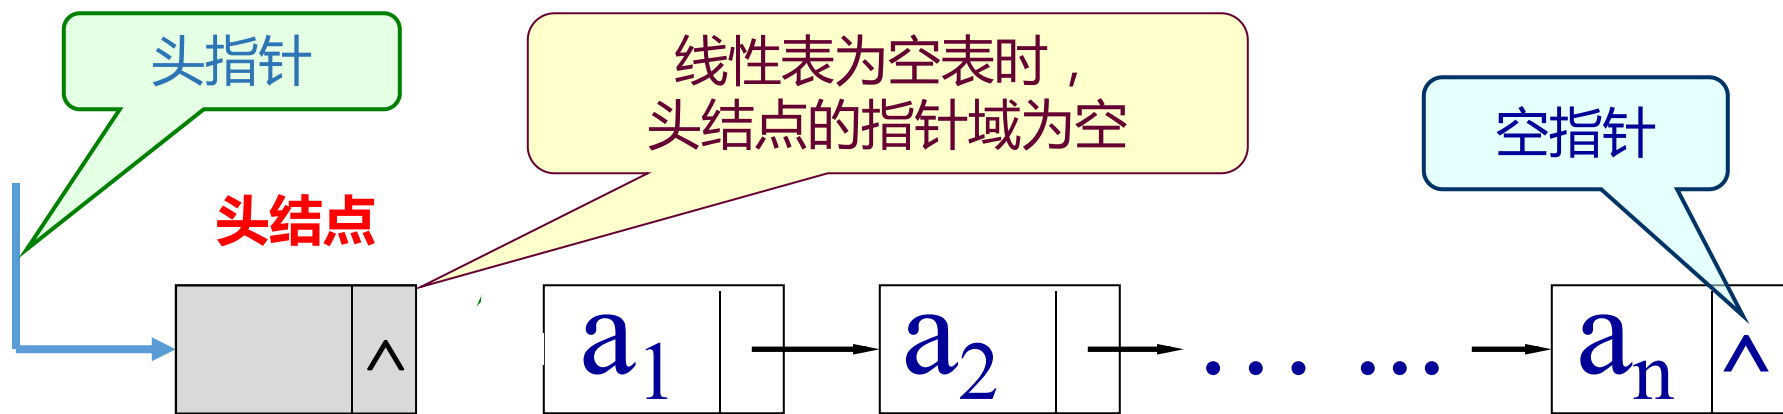 头指针
线性表为空表时，
头结点的指针域为空
空指针
头结点
^ a1 a2 … … an ^